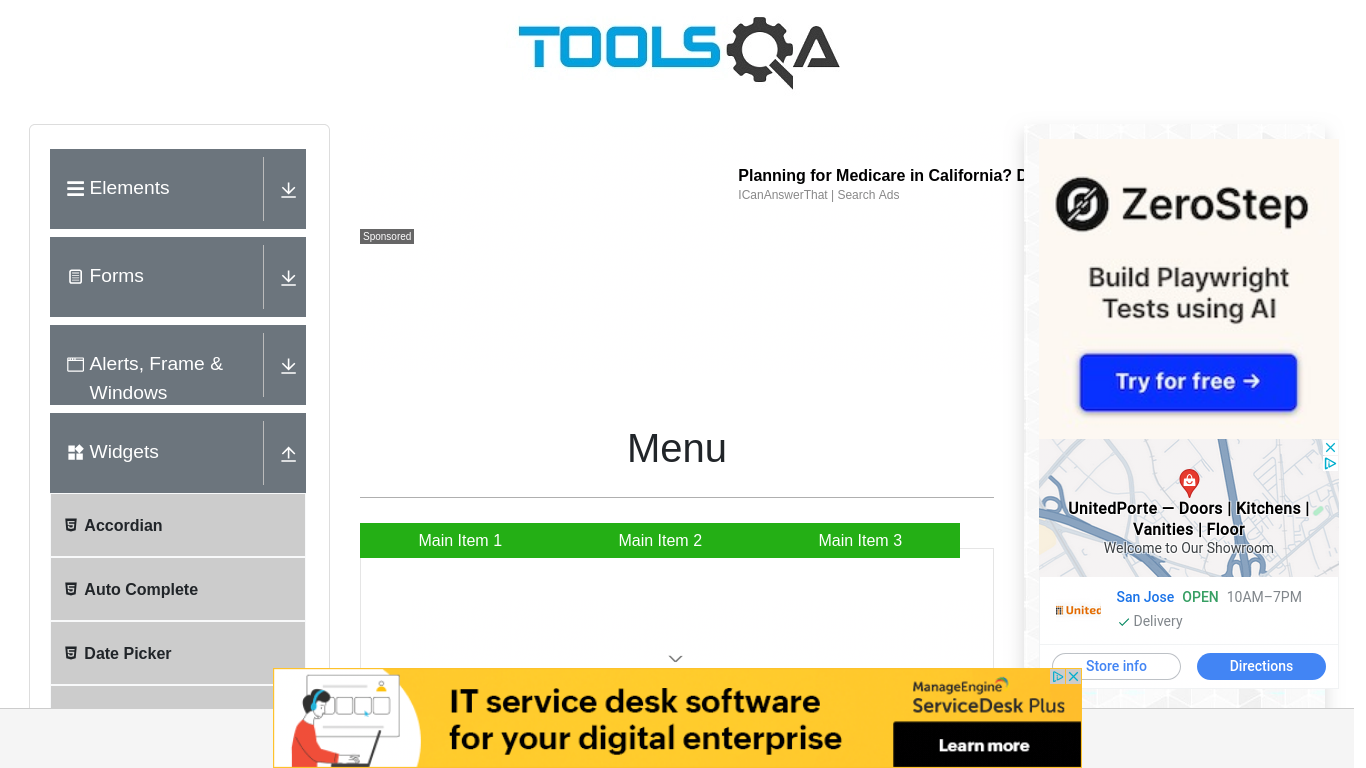 TOOLSQA
Elements
Forms
Alerts, Frame &
Windows
Widgets
Accordian
Auto Complete
Date Picker
Planning for Medicare in California?
ICanAnswerThat | Search Ads
Sponsored
Menu
Main Item 1
Main Item 2
Main Item 3
ZeroStep
Build Playwright
Tests using AI
Try for free →
UnitedPorte — Doors | Kitchens |
Vanities | Floor
Welcome to Our Showroom
United
San Jose OPEN 10AM–7PM
Delivery
Store info
Directions
IT service desk software
for your digital enterprise
ManageEngine
ServiceDesk Plus
Learn more